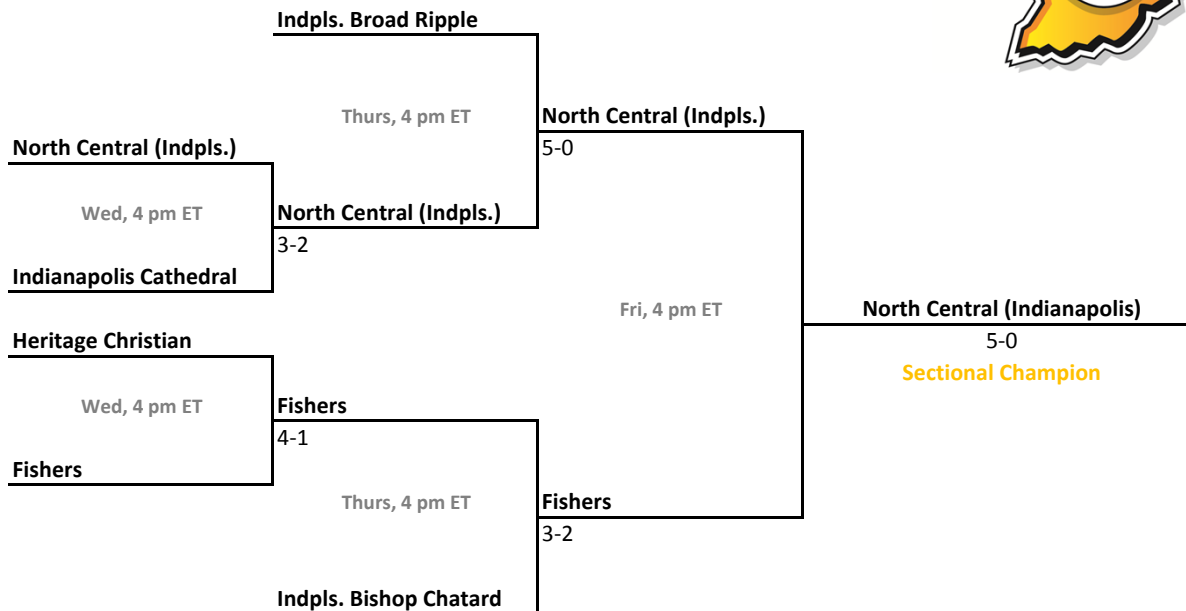 Indpls. Broad Ripple
Thurs, 4 pm ET
North Central (Indpls.)
North Central (Indpls.)
5-0
Wed, 4 pm ET
North Central (Indpls.)
3-2
Indianapolis Cathedral
Fri, 4 pm ET
North Central (Indianapolis)
Heritage Christian
5-0
Sectional Champion
Wed, 4 pm ET
Fishers
4-1
Fishers
Thurs, 4 pm ET
Fishers
3-2
Indpls. Bishop Chatard